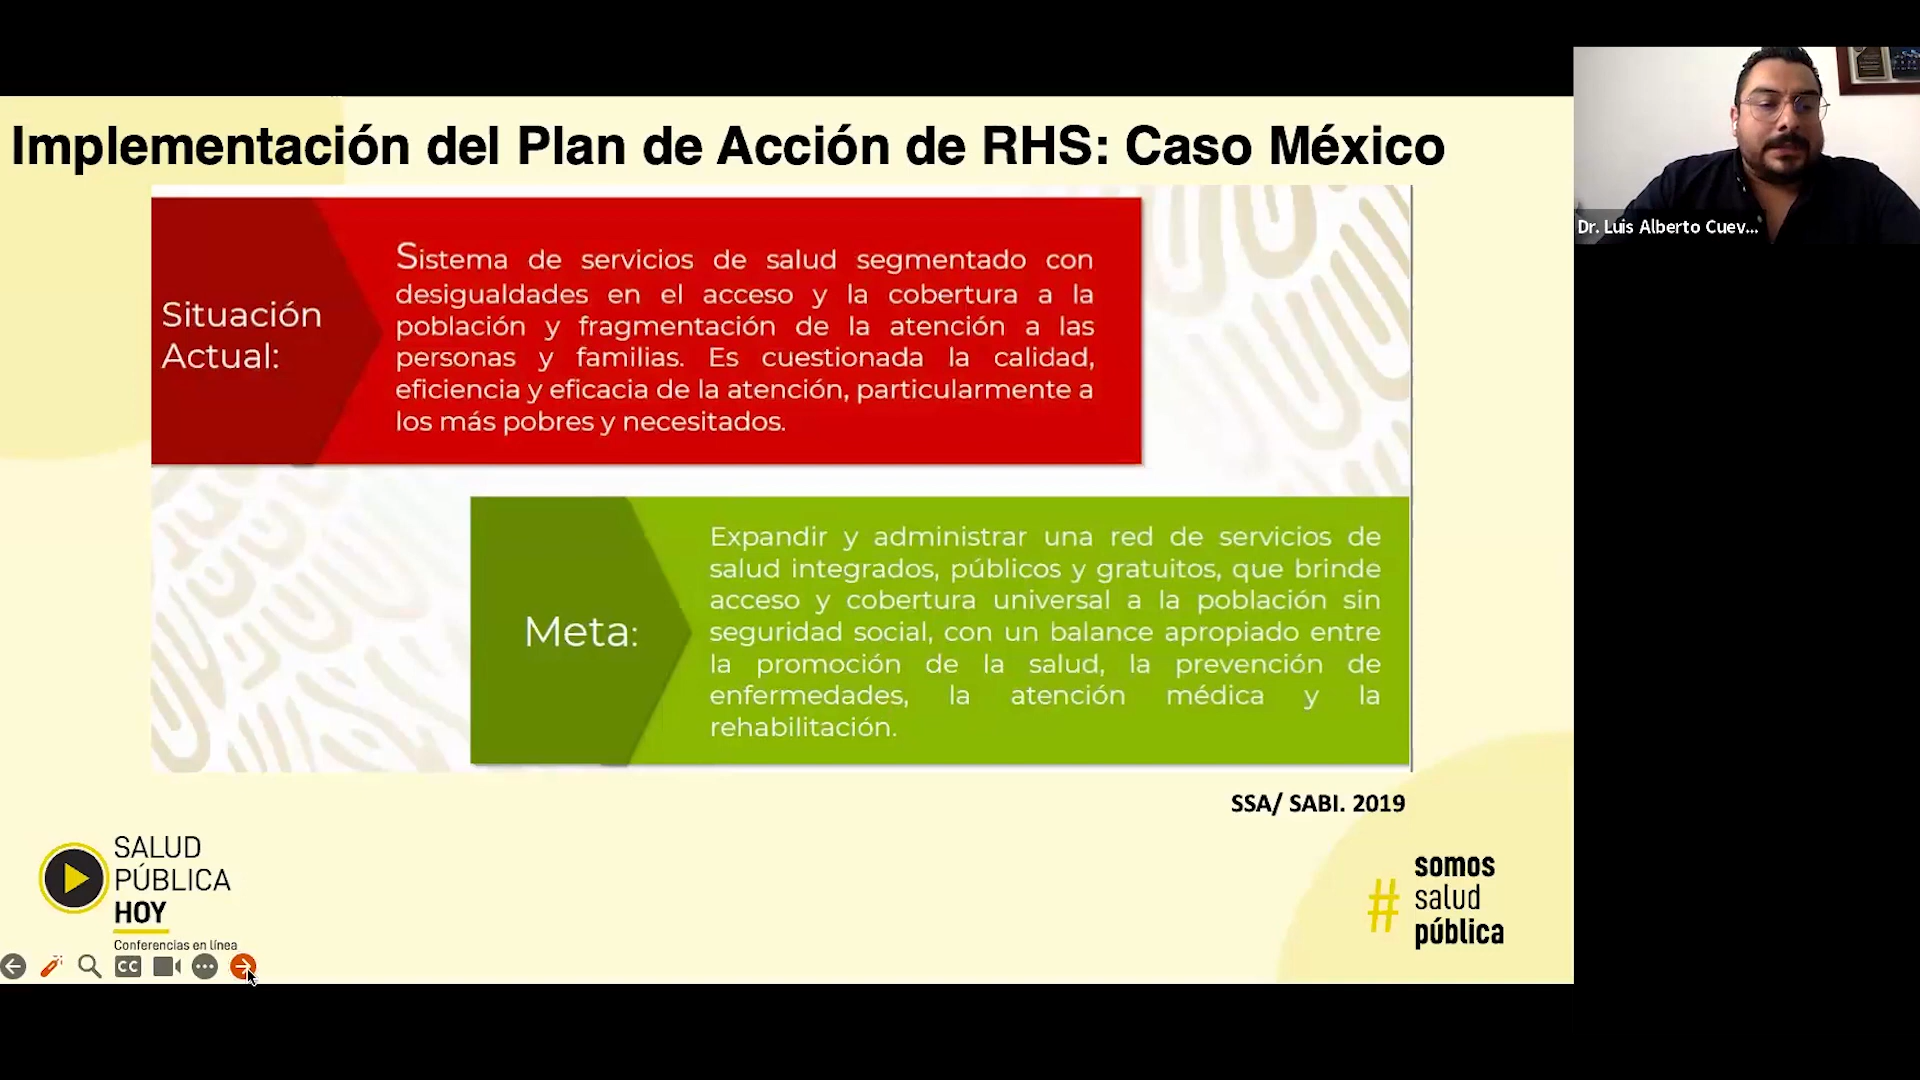 Implementación del Plan de Acción de RHS: Caso México
Situación
Actual:
Sistema de servicios de salud segmentado con
desigualdades en el acceso y la cobertura a la
población y fragmentación de la atención a las
personas y familias. Es cuestionada la calidad,
eficiencia y eficacia de la atención, particularmente a
los más pobres y necesitados.
Meta:
Expandir y administrar una red de servicios de
salud integrados, públicos y gratuitos, que brinde
acceso y cobertura universal a la población sin
seguridad social, con un balance apropiado entre
la promoción de la salud, la prevención de
enfermedades, la atención médica y la
rehabilitación.
SSA/ SABI. 2019
SALUD
PÚBLICA
HOY
Conferencias en línea
CC
#
somos
salud
pública
Dr. Luis Alberto Cuev...